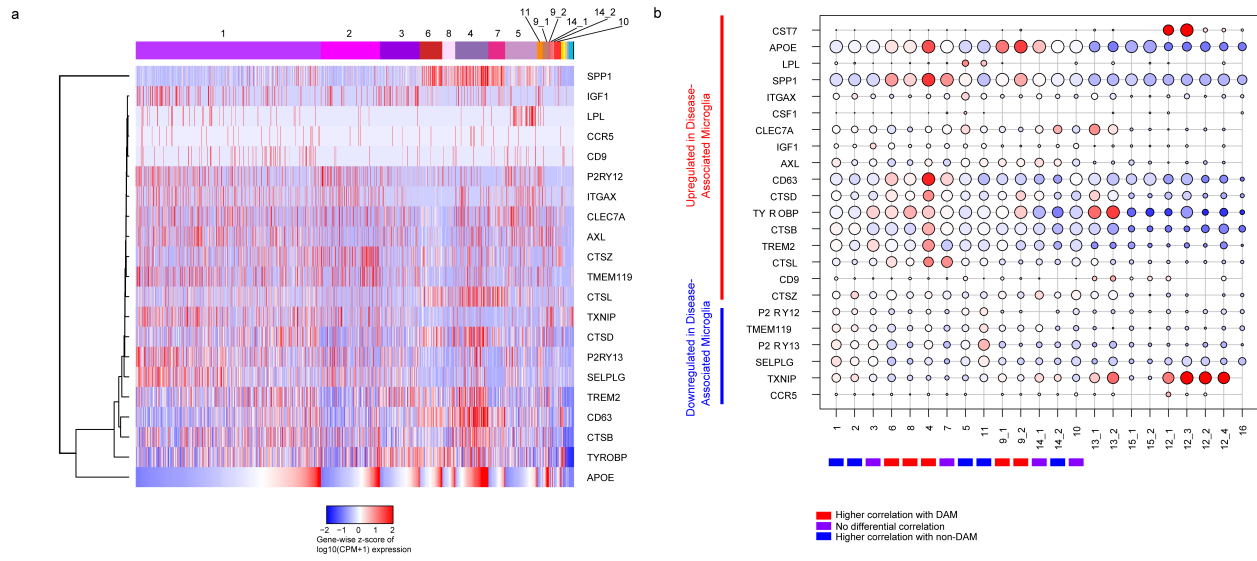 a
11
9_1
9_2
14_1
14_2
10
1
2
3
6
8
4
7
5
SPP1
IGF1
LPL
CCR5
CD9
P2RY12
ITGAX
CLEC7A
AXL
CTSZ
TMEM119
CTSL
TXNIP
CTSD
P2RY13
SELPLG
TREM2
CD63
CTSB
TYROBP
APOE
−2
−1
0
1
2
Gene-wise z-score of
log10(CPM+1) expression
b
Upregulated in Disease-
Associated Microglia
Downregulated in Disease-
Associated Microglia
CST7
APOE
LPL
SPP1
ITGAX
CSF1
CLEC7A
IGF1
AXL
CD63
CTSD
TY R OBP
CTSB
TREM2
CTSL
CD9
CTSZ
P2 RY12
TMEM119
P2 RY13
SELPLG
TXNIP
CCR5
1
2
3
6
8
4
7
5
11
9_1
9_2
14_1
14_2
10
13_1
13_2
15_1
15_2
12_1
12_3
12_2
12_4
16
Higher correlation with DAM
No differential correlation
Higher correlation with non-DAM